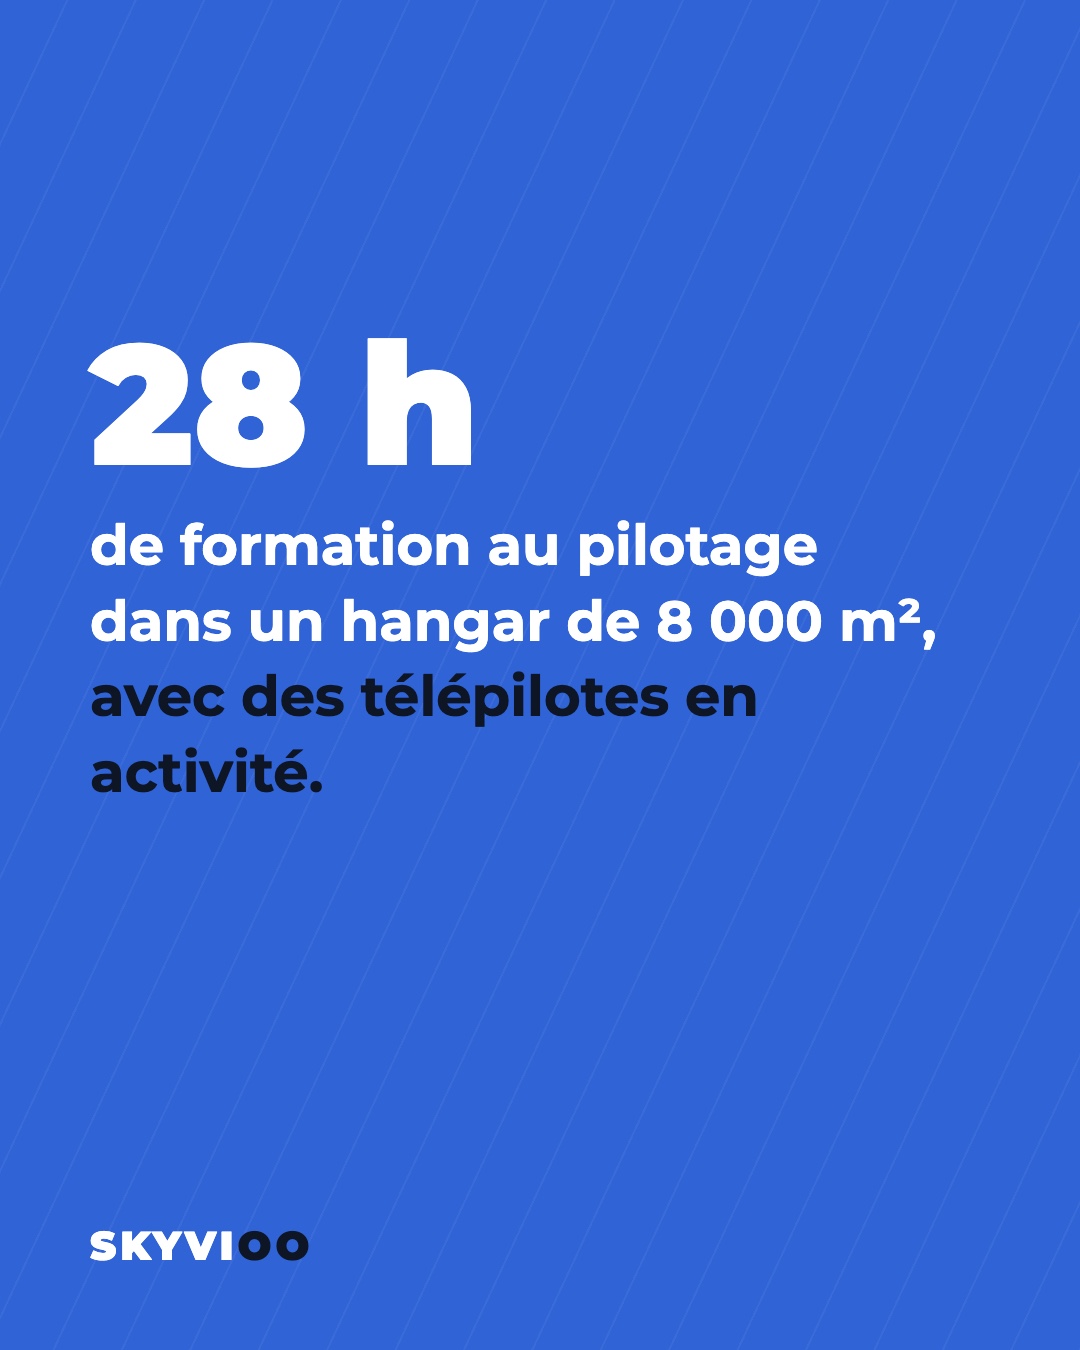 28 h
de formation au pilotage
dans un hangar de 8 000 m²,
avec des télépilotes en
activité.
SKYVIOO